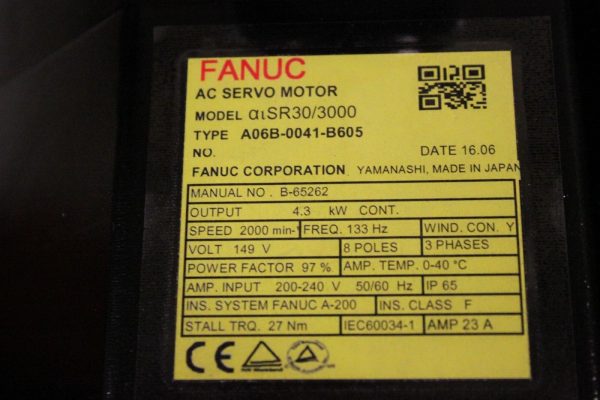 FANUC
AC SERVO MOTOR
MODEL αiSR30/3000
TYPE A06B-0041-B605
NO. DATE 16.06
FANUC CORPORATION YAMANASHI, MADE IN JAPAN
MANUAL NO. B-65262
OUTPUT 4.3 kW CONT.
SPEED 2000 min-¹ FREQ. 133 Hz WIND. CON. Y
VOLT 149 V 8 POLES 3 PHASES
POWER FACTOR 97 % AMP. TEMP. 0-40 °C
AMP. INPUT 200-240 V 50/60 Hz IP 65
INS. SYSTEM FANUC A-200 INS. CLASS F
STALL TRQ. 27 Nm IEC60034-1 AMP 23 A
CE